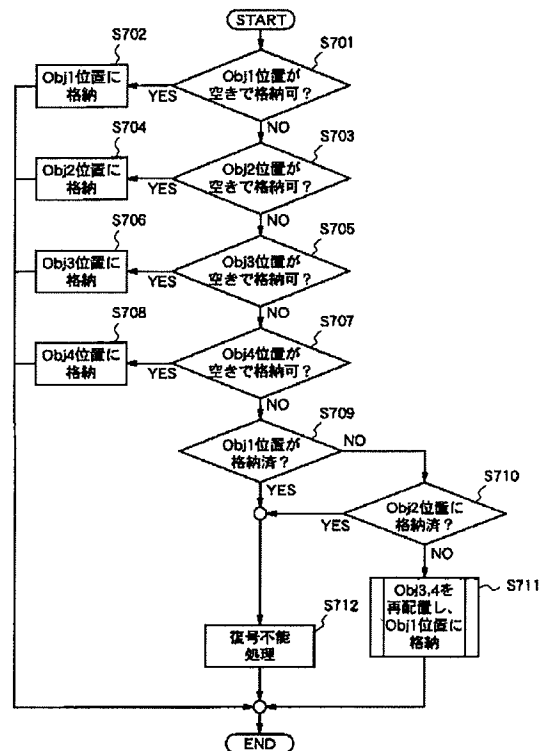 START
S701
Obj1位置が
空きで格納可?
YES
NO
S702
Obj1位置に
格納
S703
Obj2位置が
空きで格納可?
YES
NO
S704
Obj2位置に
格納
S705
Obj3位置が
空きで格納可?
YES
NO
S706
Obj3位置に
格納
S707
Obj4位置が
空きで格納可?
YES
NO
S708
Obj4位置に
格納
S709
Obj1位置が
格納済?
NO
YES
S710
Obj2位置に
格納済?
YES
NO
S711
Obj3,4を
再配置し、
Obj1位置に
格納
S712
復号不能
処理
END